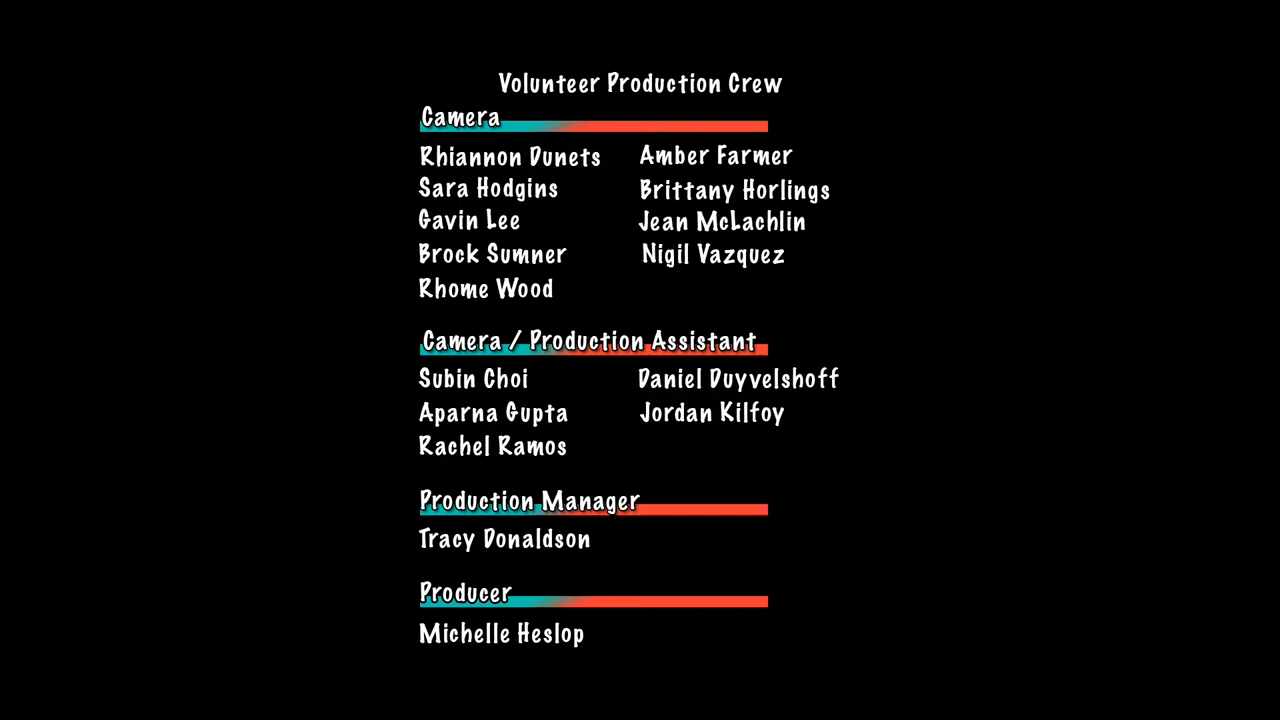 Volunteer Production Crew
Camera
Rhiannon Dunets Amber Farmer
Sara Hodgins Brittany Horlings
Gavin Lee Jean McLachlin
Brock Sumner Nigil Vazquez
Rhome Wood
Camera / Production Assistant
Subin Choi Daniel Duyvelshoff
Aparna Gupta Jordan Kilfoy
Rachel Ramos
Production Manager
Tracy Donaldson
Producer
Michelle Heslop